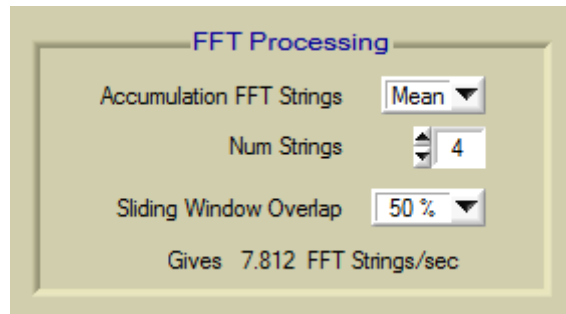 FFT Processing
Accumulation FFT Strings Mean
Num Strings 4
Sliding Window Overlap 50 %
Gives 7.812 FFT Strings/sec